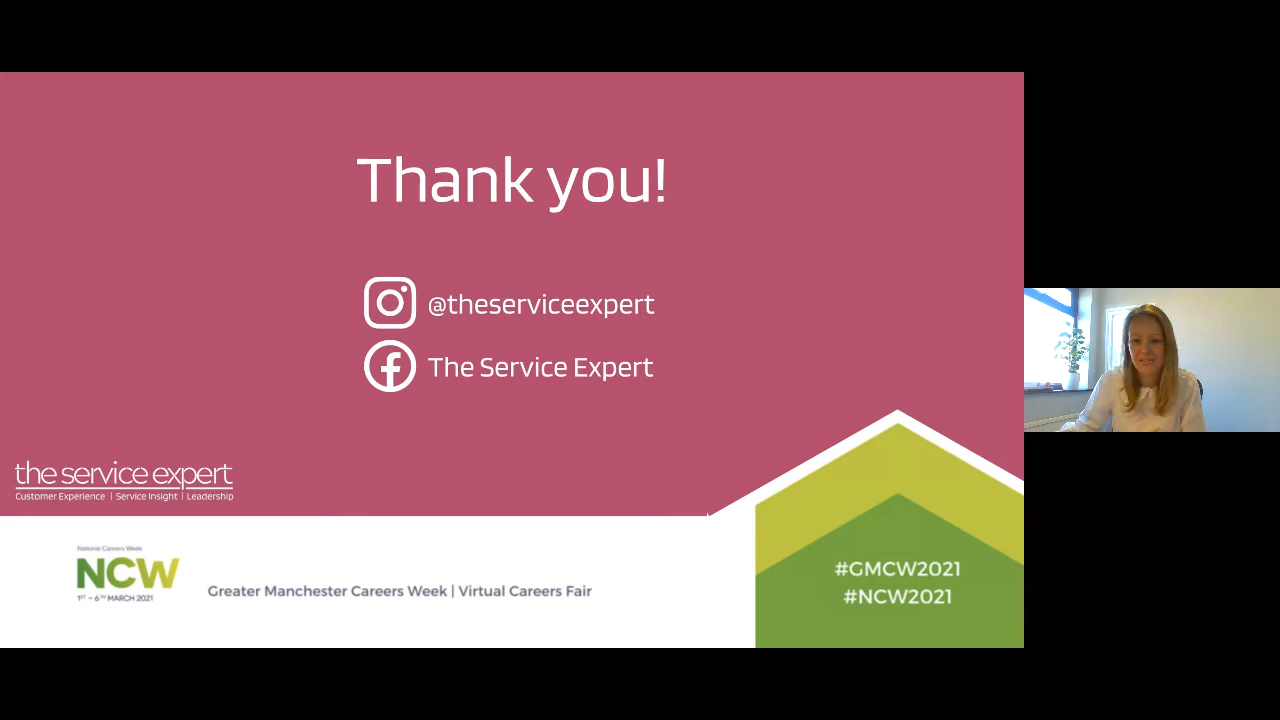 Thank you!
@theserviceexpert
The Service Expert
the service expert
Customer Experience | Service Insight | Leadership
National Careers Week
NCW
1ST – 6TH MARCH 2021
Greater Manchester Careers Week | Virtual Careers Fair
#GMCW2021
#NCW2021